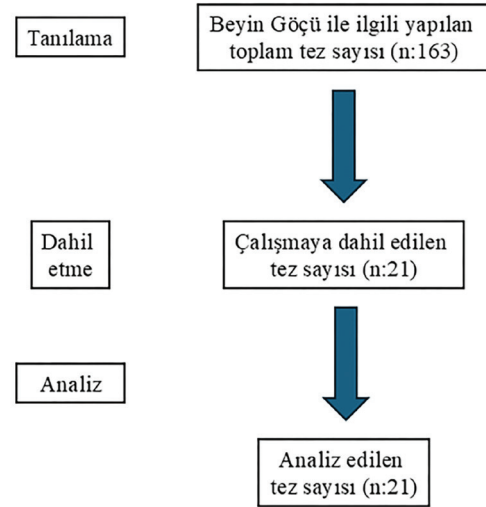 Tanılama
Beyin Göçü ile ilgili yapılan
toplam tez sayısı (n:163)
Dahil
etme
Çalışmaya dahil edilen
tez sayısı (n:21)
Analiz
Analiz edilen
tez sayısı (n:21)